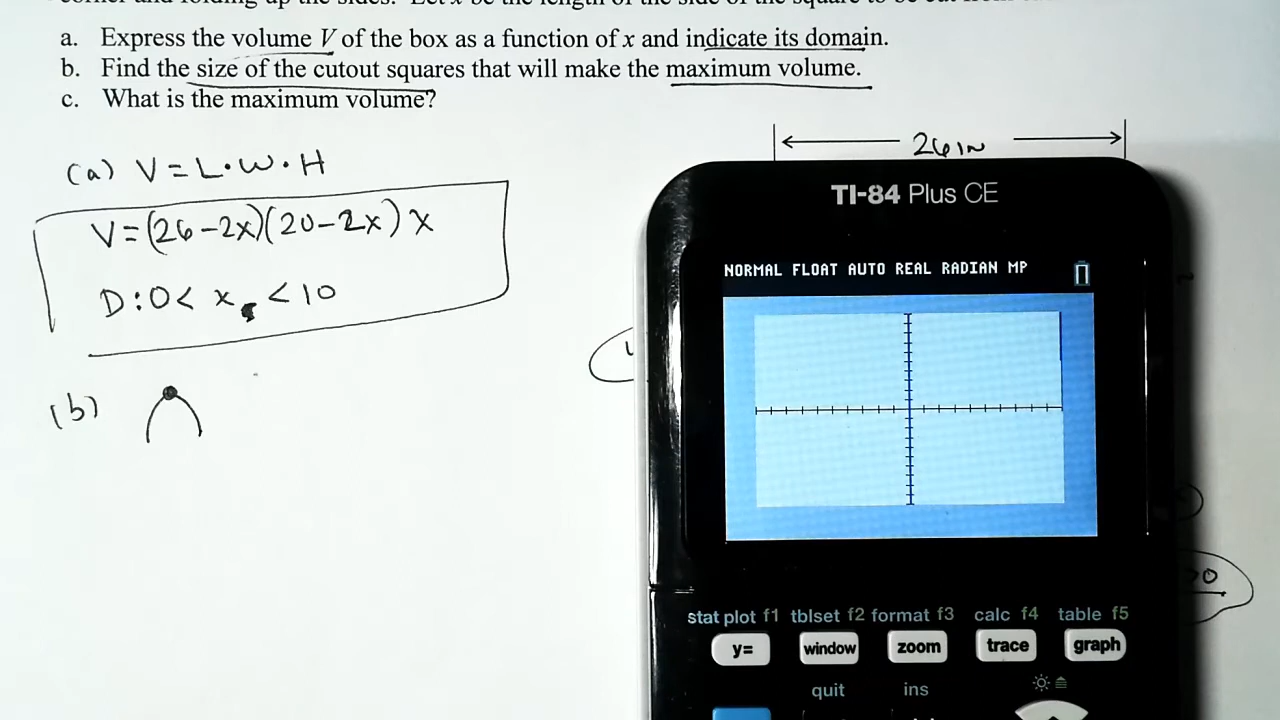 a. Express the volume V of the box as a function of x and indicate its domain.
b. Find the size of the cutout squares that will make the maximum volume.
c. What is the maximum volume?
(a) V = L·W·H
V=(26-2x)(20-2x)x
D:0< x <10
(b)
26 IN
TI-84 Plus CE
NORMAL FLOAT AUTO REAL RADIAN MP
stat plot f1 tblset f2 format f3 calc f4 table f5
y= window zoom trace graph
quit ins